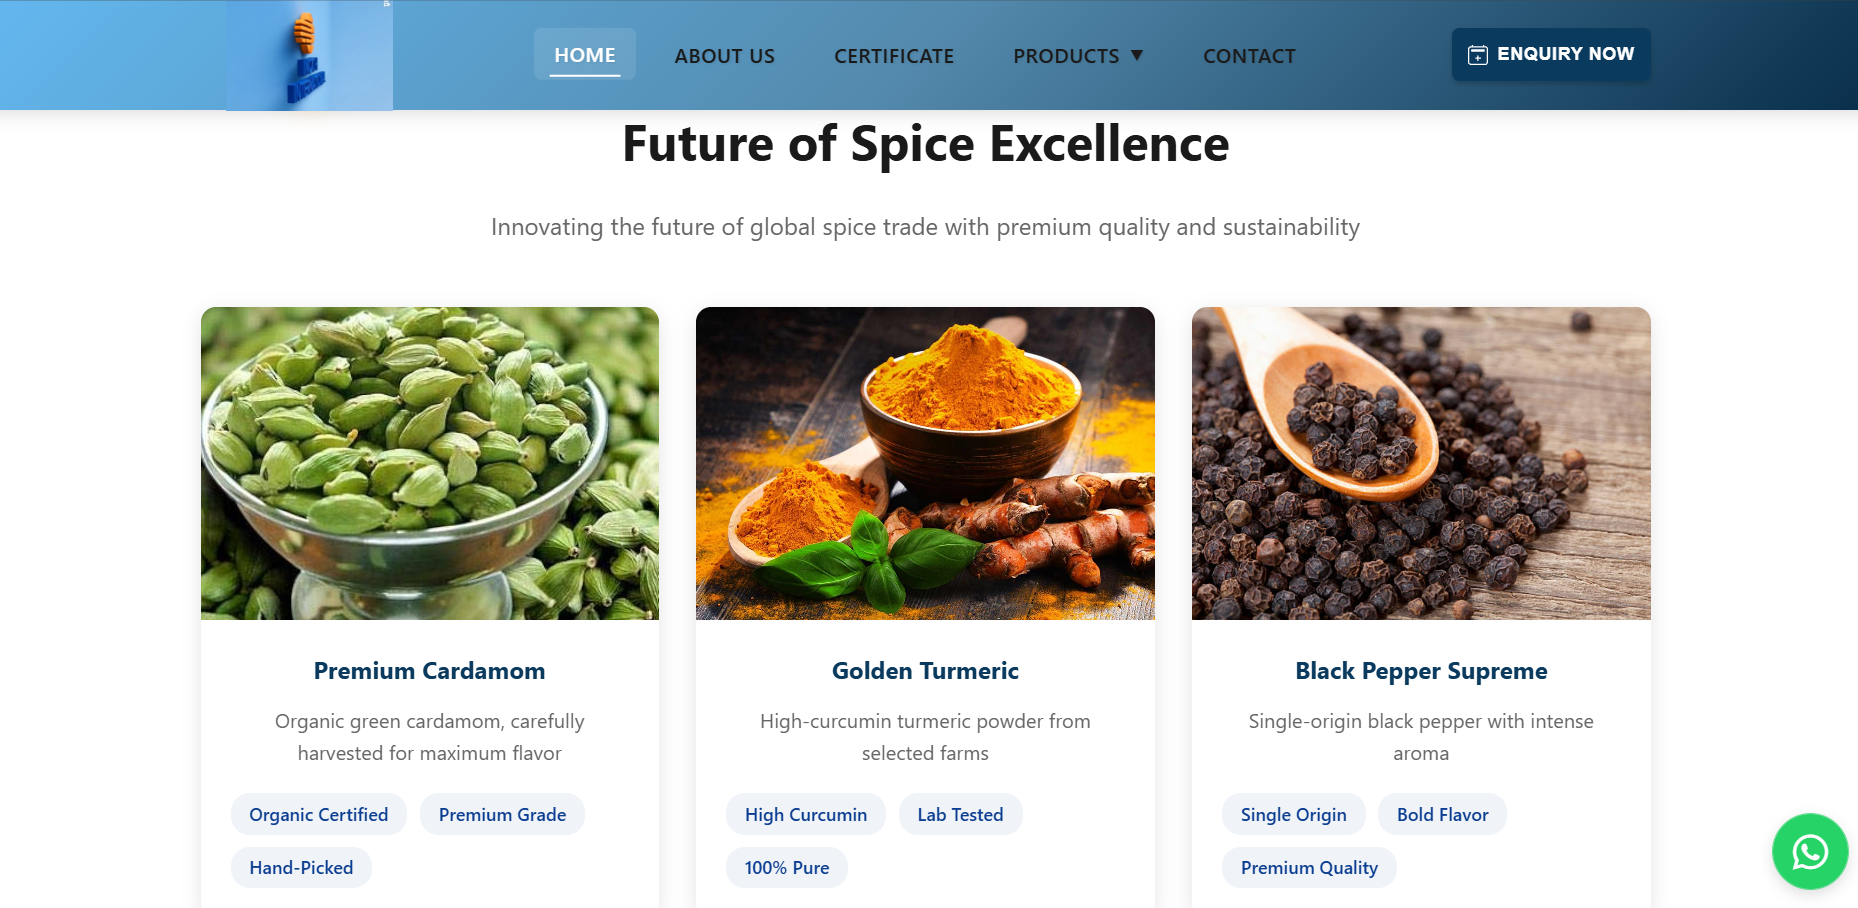 HOME
ABOUT US
CERTIFICATE
PRODUCTS ▼
CONTACT
ENQUIRY NOW
Future of Spice Excellence
Innovating the future of global spice trade with premium quality and sustainability
Premium Cardamom
Organic green cardamom, carefully
harvested for maximum flavor
Organic Certified
Premium Grade
Hand-Picked
Golden Turmeric
High-curcumin turmeric powder from
selected farms
High Curcumin
Lab Tested
100% Pure
Black Pepper Supreme
Single-origin black pepper with intense
aroma
Single Origin
Bold Flavor
Premium Quality